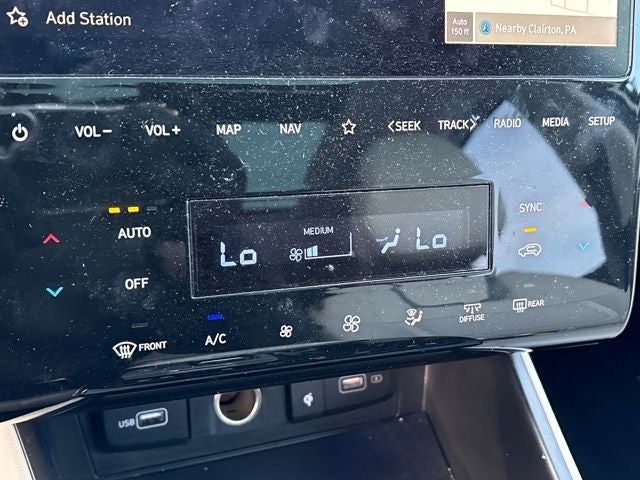 Add Station
Auto
150 ft
Nearby Clairton, PA
VOL− VOL+ MAP NAV <SEEK TRACK> RADIO MEDIA SETUP
AUTO
OFF
MEDIUM
Lo Lo
SYNC
FRONT A/C DIFFUSE REAR
USB